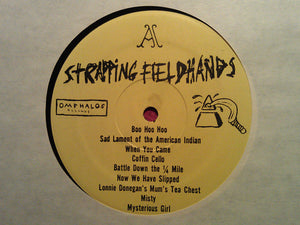 A
STRAPPING FIELDHANDS
OMPHALOS
RECORDS
Boo Hoo Hoo
Sad Lament of the American Indian
When You Came
Coffin Cello
Battle Down the ¼ Mile
Now We Have Slipped
Lonnie Donegan's Mum's Tea Chest
Misty
Mysterious Girl